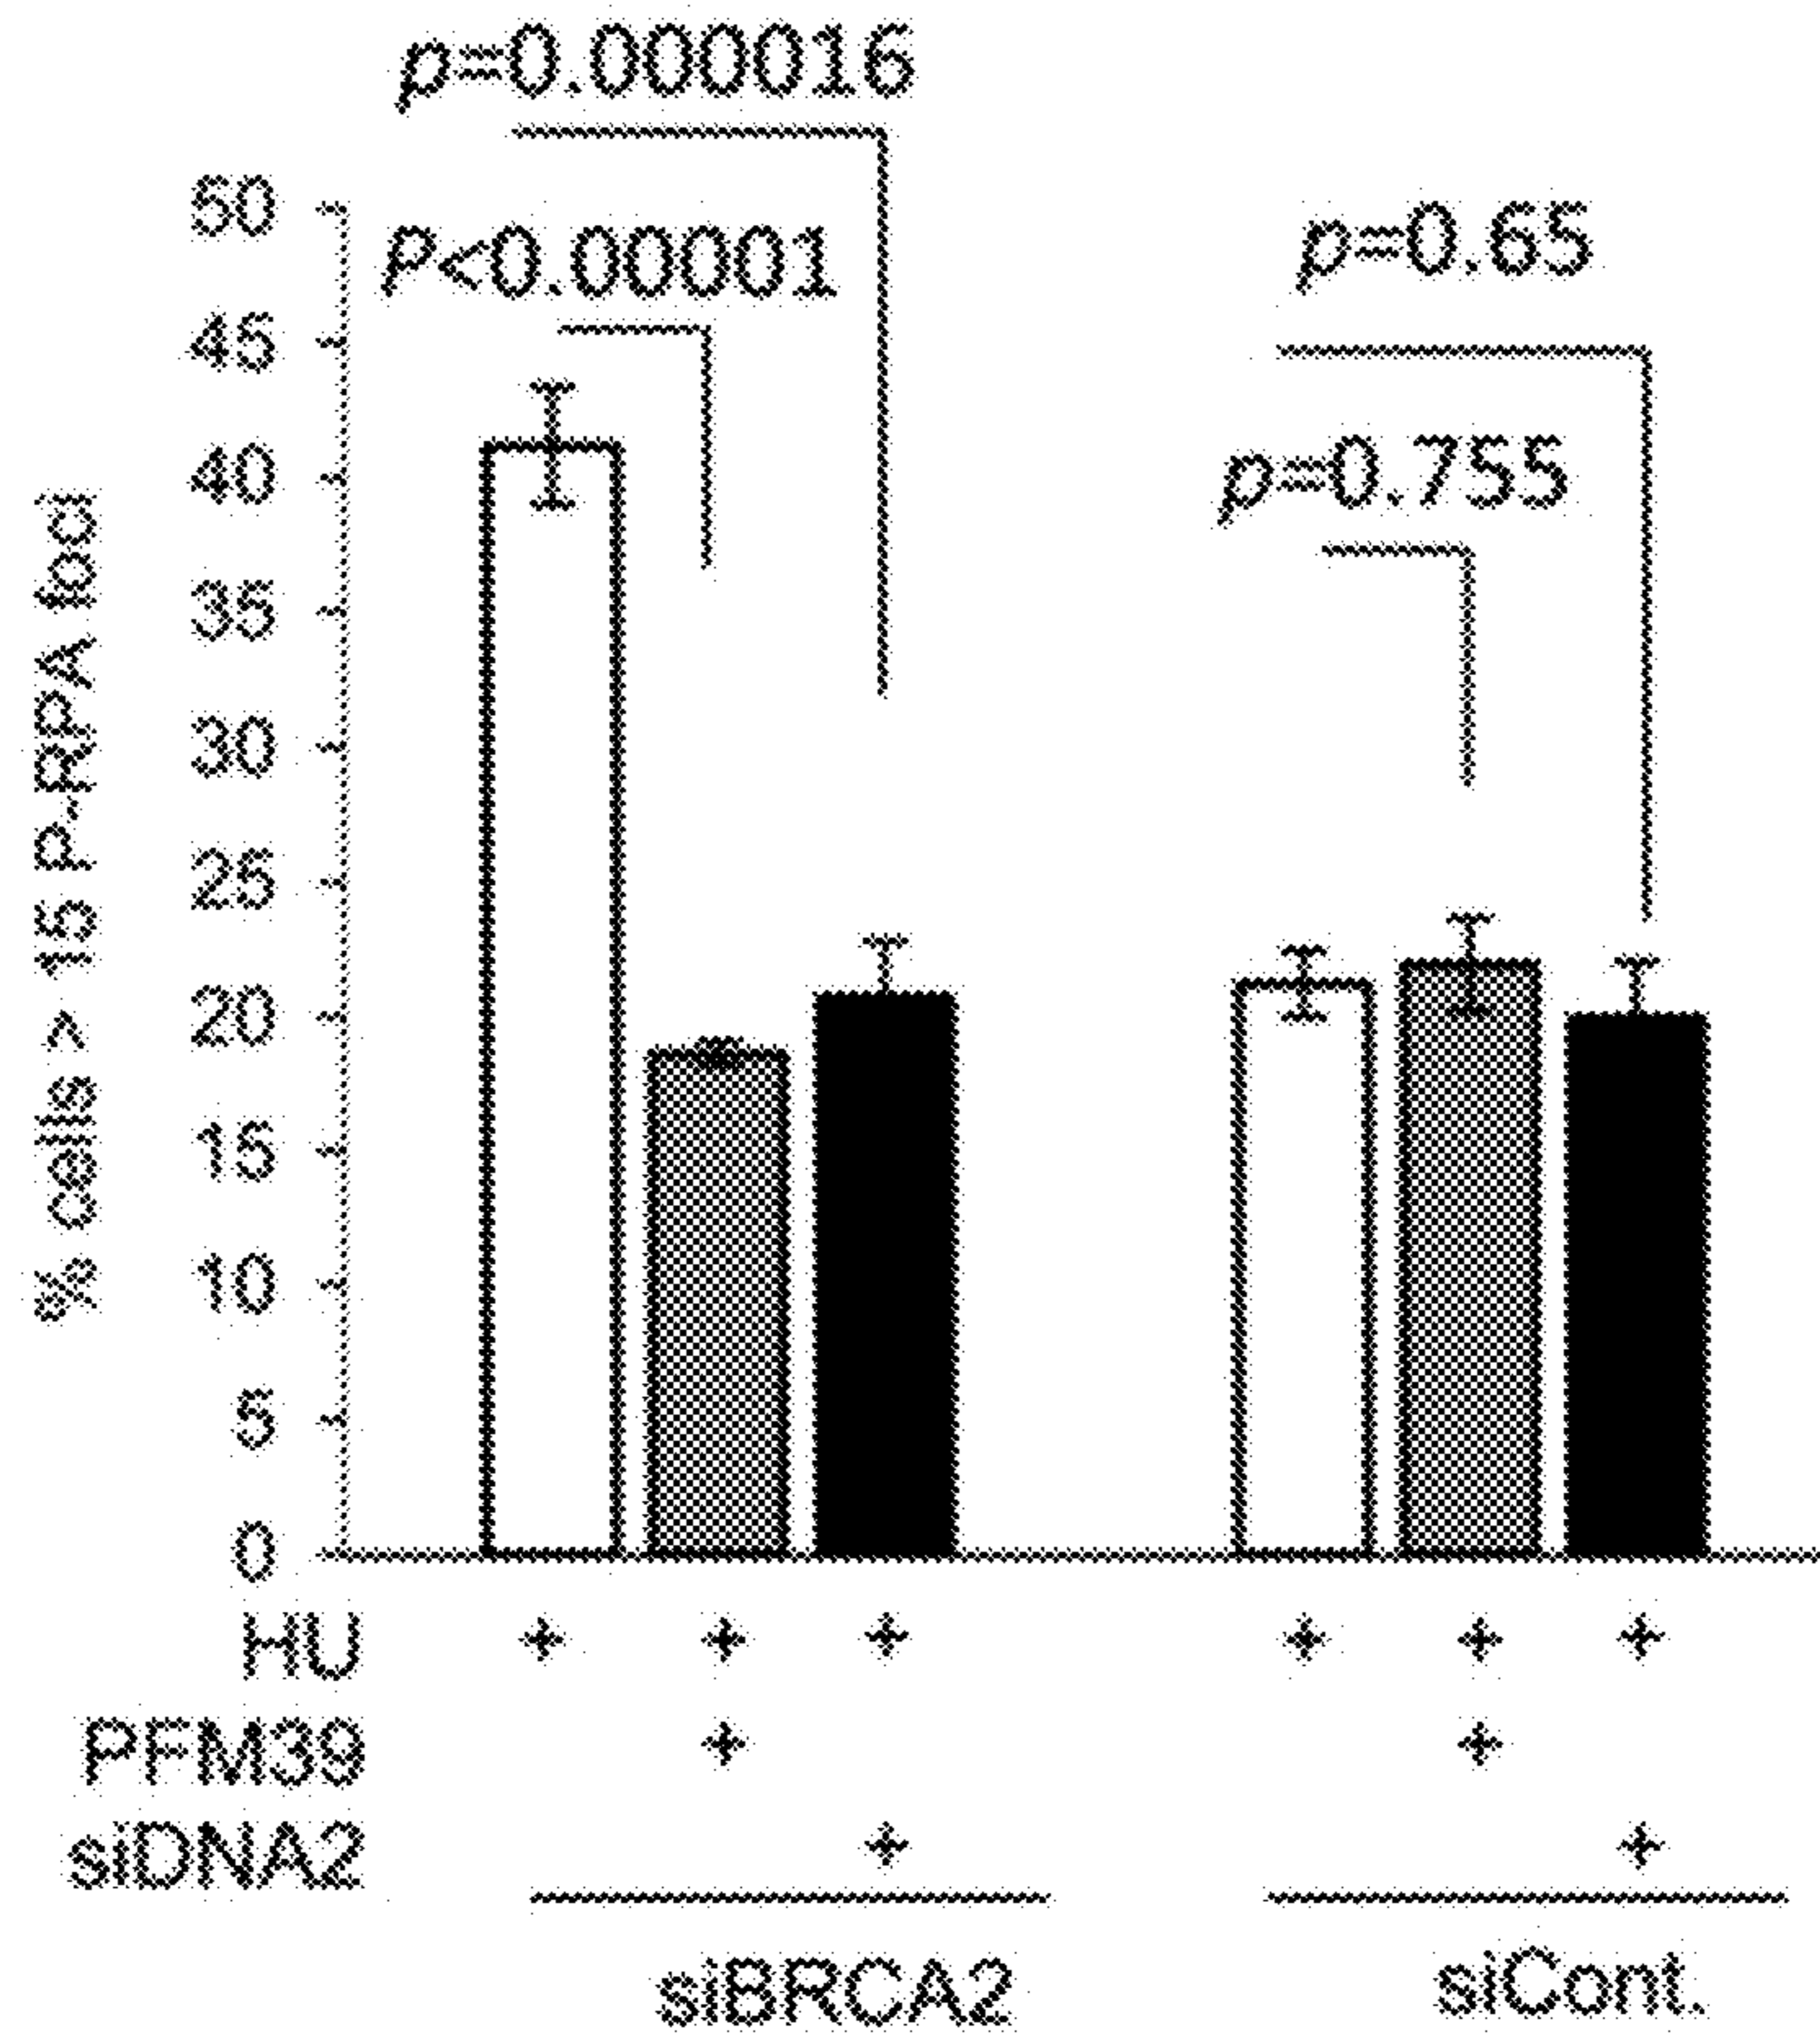 p=0.000016
P<0.00001
p=0.65
p=0.755
% cells > 15 P-RPA foci
50
45
40
35
30
25
20
15
10
5
0
HU + + + + + +
PFM39 + +
siDNA2 + +
siBRCA2 siCont.